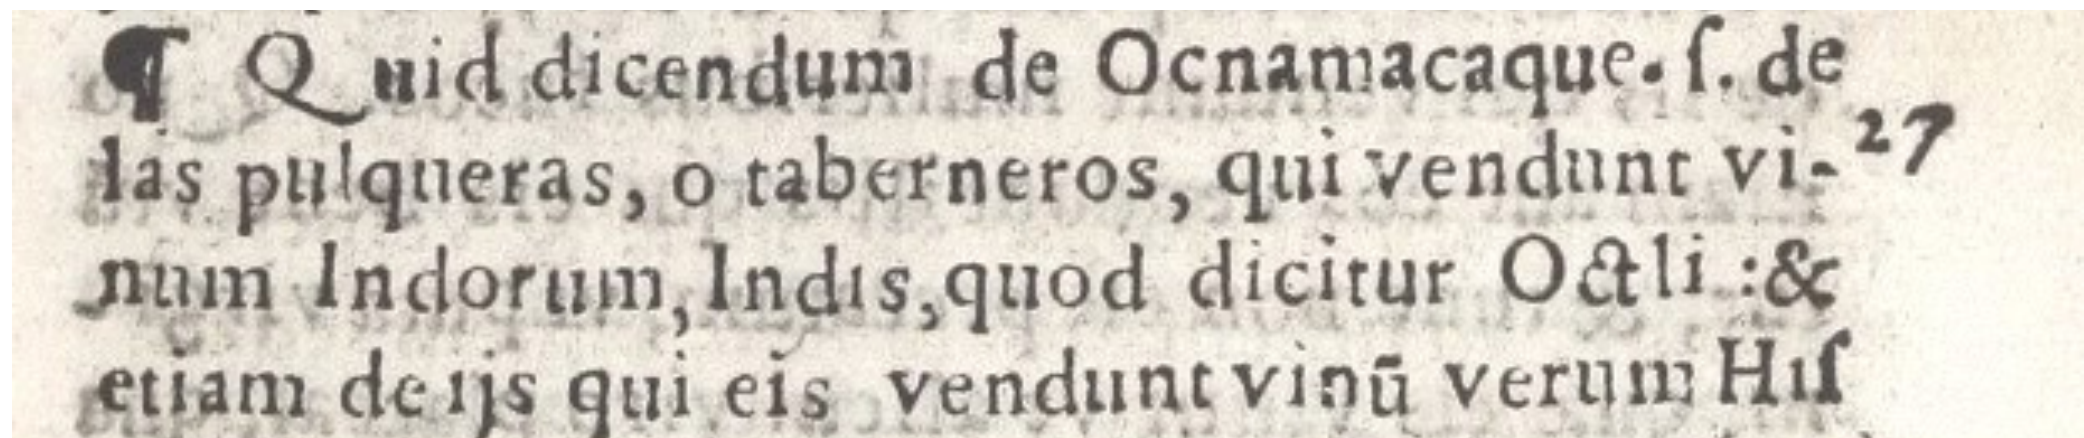 ¶ Quid dicendum de Ocnamacaque. ſ. de
las pulqueras, o taberneros, qui vendunt vi- 27
num Indorum, Indis, quod dicitur Octli :&
etiam de ijs qui eis vendunt vinū verum Hiſ